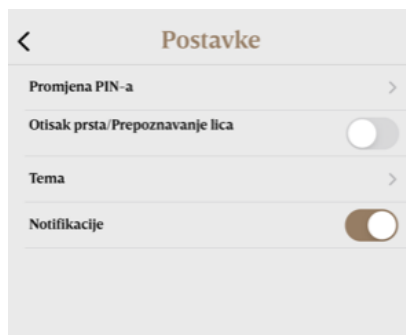 Postavke
Promjena PIN-a
Otisak prsta/Prepoznavanje lica
Tema
Notifikacije